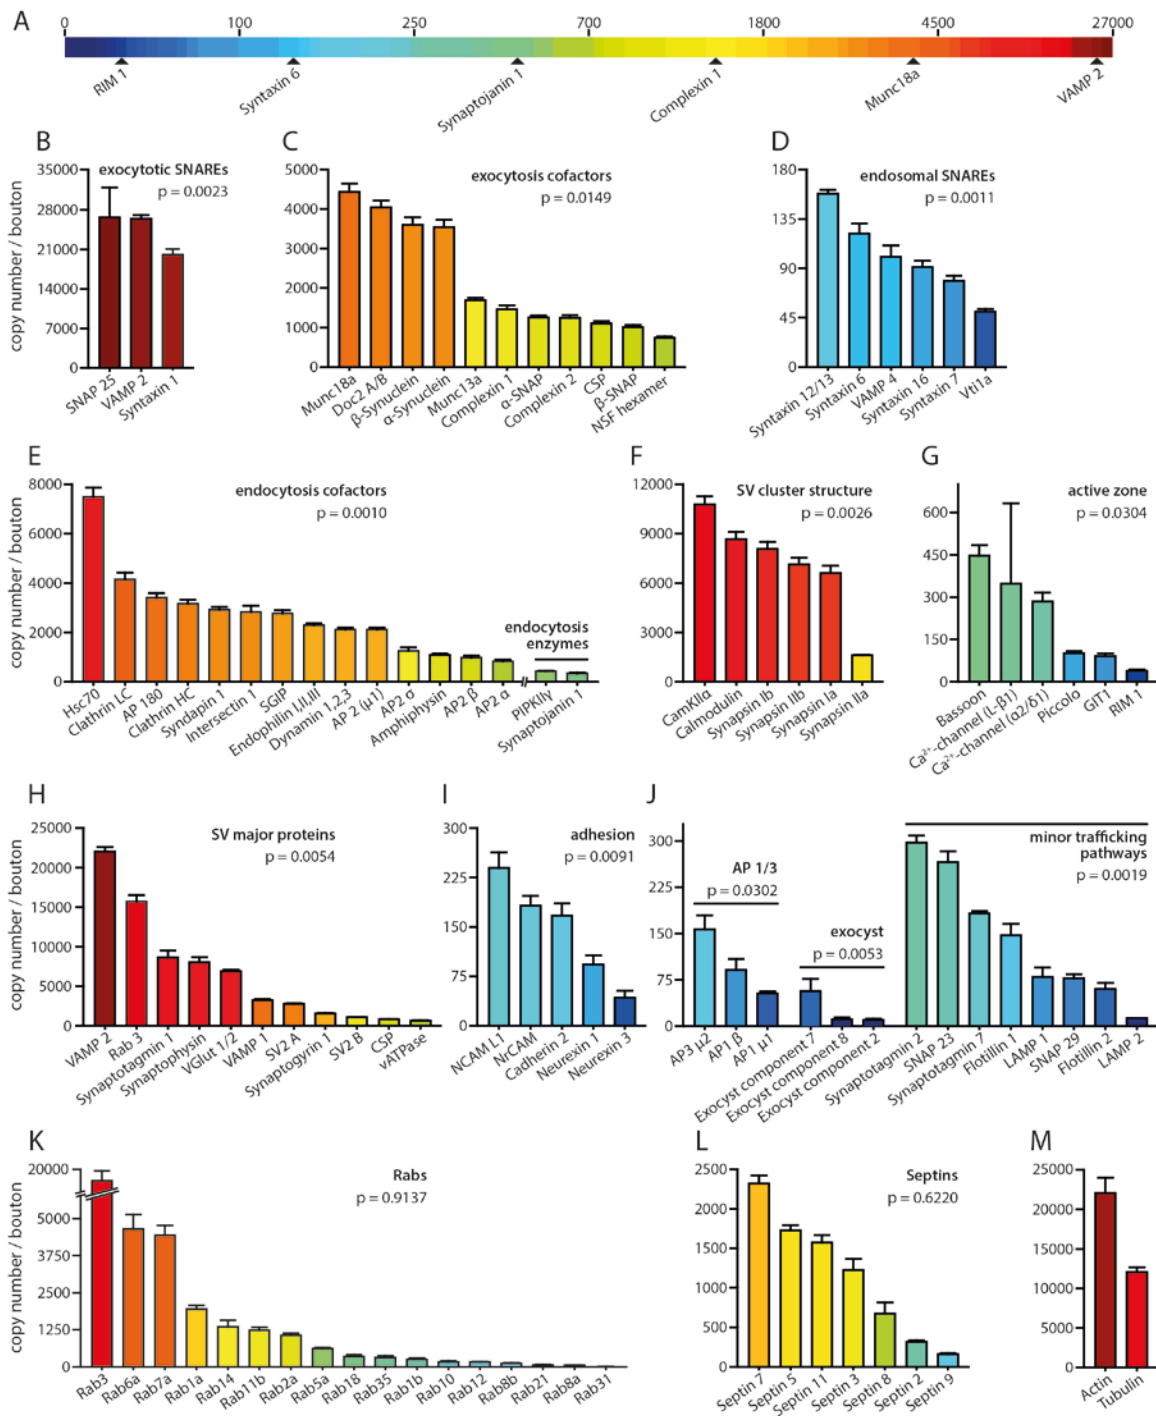 A
0 100 250 700 1800 4500 27000
RIM 1
Syntaxin 6
Synaptojanin 1
Complexin 1
Munc18a
VAMP 2
B
exocytotic SNAREs
p = 0.0023
copy number / bouton
35000
28000
21000
14000
7000
0
SNAP 25
VAMP 2
Syntaxin 1
C
exocytosis cofactors
p = 0.0149
5000
4000
3000
2000
1000
0
Munc18a
Doc2 A/B
β-Synuclein
α-Synuclein
Munc13a
Complexin 1
α-SNAP
Complexin 2
CSP
β-SNAP
NSF hexamer
D
endosomal SNAREs
p = 0.0011
180
135
90
45
0
Syntaxin 12/13
Syntaxin 6
VAMP 4
Syntaxin 16
Syntaxin 7
Vti1a
E
endocytosis cofactors
p = 0.0010
copy number / bouton
8000
6000
4000
2000
0
endocytosis
enzymes
Hsc70
Clathrin LC
AP 180
Clathrin HC
Syndapin 1
Intersectin 1
SGIP
Endophilin I,II,III
Dynamin 1,2,3
AP 2 (μ1)
AP2 σ
Amphiphysin
AP2 β
AP2 α
PIPKIγ
Synaptojanin 1
F
SV cluster structure
p = 0.0026
12000
9000
6000
3000
0
CamKIIα
Calmodulin
Synapsin Ib
Synapsin IIb
Synapsin Ia
Synapsin IIa
G
active zone
p = 0.0304
600
450
300
150
0
Bassoon
Ca²⁺-channel (L-β1)
Ca²⁺-channel (α2/δ1)
Piccolo
GIT1
RIM 1
H
SV major proteins
p = 0.0054
copy number / bouton
25000
20000
15000
10000
5000
0
VAMP 2
Rab 3
Synaptotagmin 1
Synaptophysin
VGlut 1/2
VAMP 1
SV2 A
Synaptogyrin 1
SV2 B
CSP
vATPase
I
adhesion
p = 0.0091
300
225
150
75
0
NCAM L1
NrCAM
Cadherin 2
Neurexin 1
Neurexin 3
J
AP 1/3
p = 0.0302
exocyst
p = 0.0053
minor trafficking
pathways
p = 0.0019
300
225
150
75
0
AP3 μ2
AP1 β
AP1 μ1
Exocyst component 7
Exocyst component 8
Exocyst component 2
Synaptotagmin 2
SNAP 23
Synaptotagmin 7
Flotillin 1
LAMP 1
SNAP 29
Flotillin 2
LAMP 2
K
Rabs
p = 0.9137
copy number / bouton
20000
5000
3750
2500
1250
0
Rab3
Rab6a
Rab7a
Rab1a
Rab14
Rab11b
Rab2a
Rab5a
Rab18
Rab35
Rab1b
Rab10
Rab12
Rab8b
Rab21
Rab8a
Rab31
L
Septins
p = 0.6220
2500
2000
1500
1000
500
0
Septin 7
Septin 5
Septin 11
Septin 3
Septin 8
Septin 2
Septin 9
M
25000
20000
15000
10000
5000
0
Actin
Tubulin